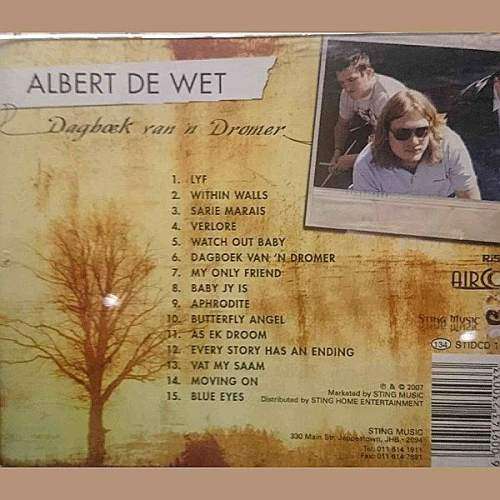 ALBERT DE WET
Dagboek van 'n Dromer
1. LYF
2. WITHIN WALLS
3. SARIE MARAIS
4. VERLORE
5. WATCH OUT BABY
6. DAGBOEK VAN 'N DROMER
7. MY ONLY FRIEND
8. BABY JY IS
9. APHRODITE
10. BUTTERFLY ANGEL
11. AS EK DROOM
12. EVERY STORY HAS AN ENDING
13. VAT MY SAAM
14. MOVING ON
15. BLUE EYES
STING MUSIC
134 STIDCD
℗ & © 2007
Marketed by STING MUSIC
Distributed by STING HOME ENTERTAINMENT
STING MUSIC
330 Main Str, Jeppestown, JHB. - 2094
Tel: 011 614 1911
Fax: 011 614 7691